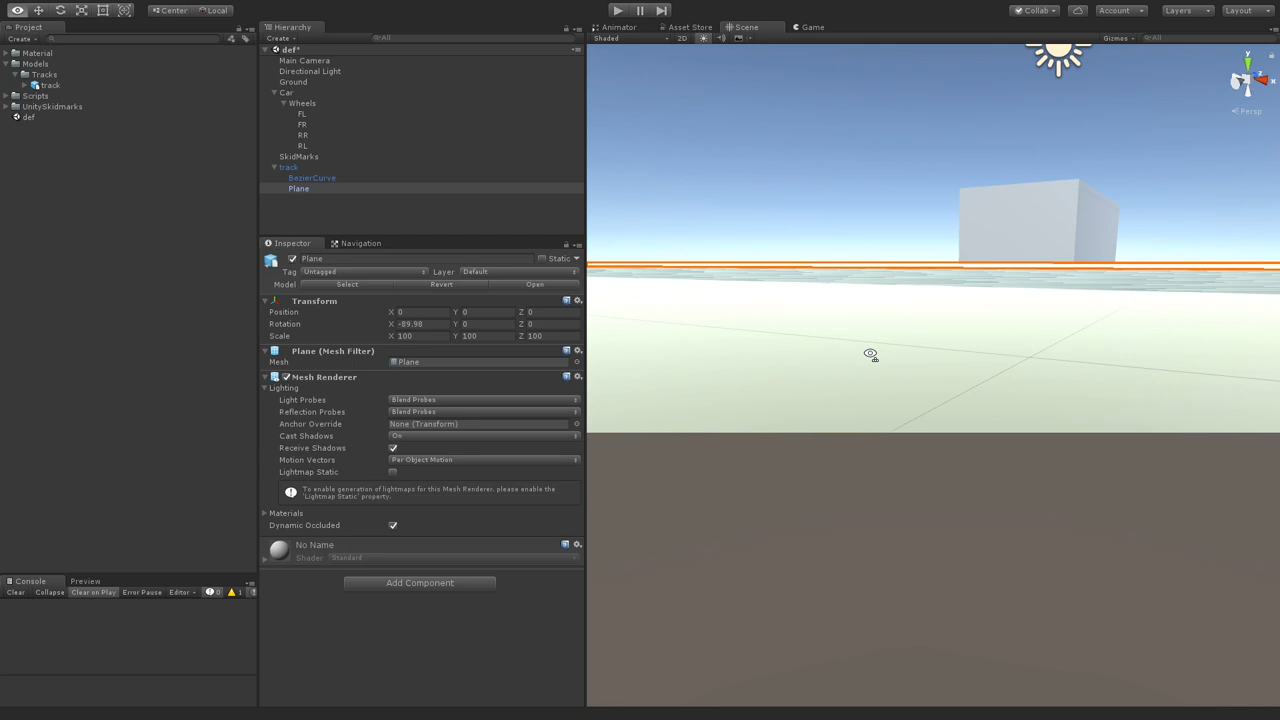 Center
Local
Collab
Account
Layers
Layout
Project
Create
Material
Models
Tracks
track
Scripts
UnitySkidmarks
def
Hierarchy
Create
All
def*
Main Camera
Directional Light
Ground
Car
Wheels
FL
FR
RR
RL
SkidMarks
track
BezierCurve
Plane
Inspector
Navigation
Plane
Static
Tag Untagged Layer Default
Model Select Revert Open
Transform
Position X 0 Y 0 Z 0
Rotation X -89.98 Y 0 Z 0
Scale X 100 Y 100 Z 100
Plane (Mesh Filter)
Mesh Plane
Mesh Renderer
Lighting
Light Probes Blend Probes
Reflection Probes Blend Probes
Anchor Override None (Transform)
Cast Shadows On
Receive Shadows
Motion Vectors Per Object Motion
Lightmap Static
To enable generation of lightmaps for this Mesh Renderer, please enable the
'Lightmap Static' property.
Materials
Dynamic Occluded
No Name
Shader Standard
Add Component
Animator Asset Store Scene Game
Shaded 2D Gizmos All
y
z
x
Persp
Console Preview
Clear Collapse Clear on Play Error Pause Editor 0 1